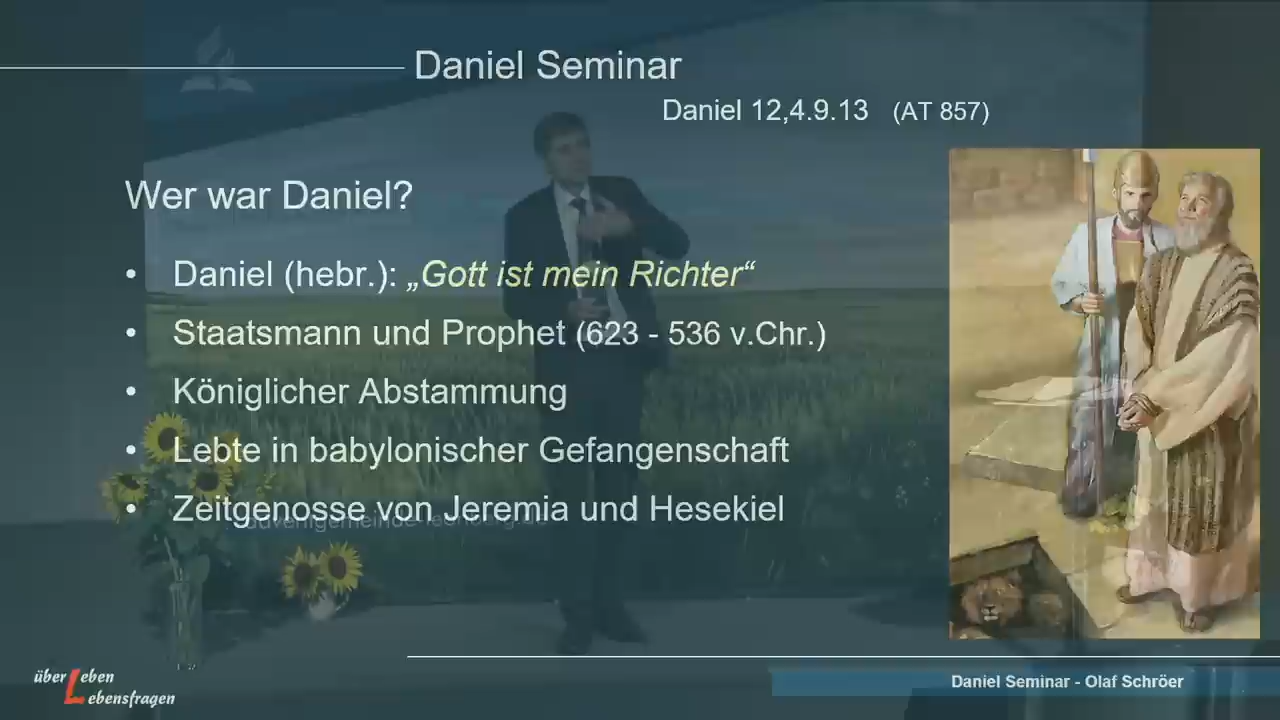 Daniel Seminar
Daniel 12,4.9.13 (AT 857)
Wer war Daniel?
• Daniel (hebr.): „Gott ist mein Richter“
• Staatsmann und Prophet (623 - 536 v.Chr.)
• Königlicher Abstammung
• Lebte in babylonischer Gefangenschaft
• Zeitgenosse von Jeremia und Hesekiel
über Leben
Lebensfragen
Daniel Seminar - Olaf Schröer